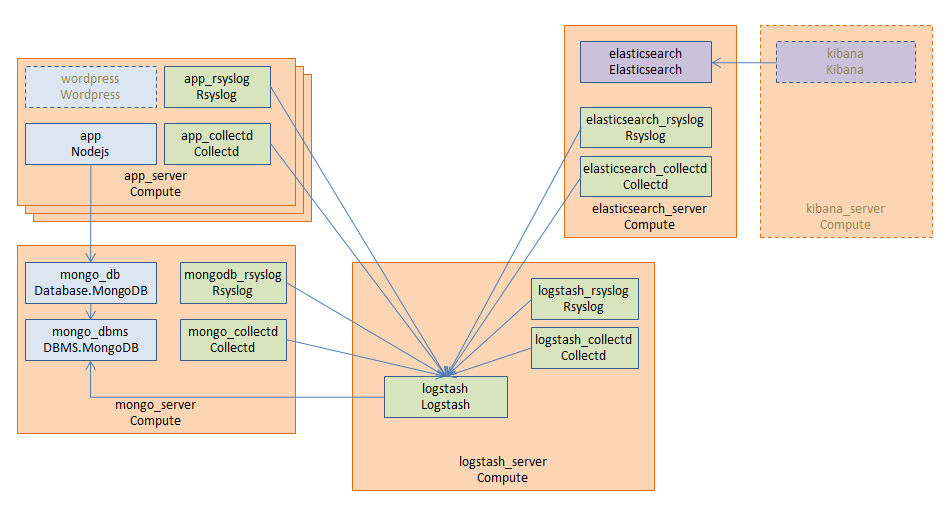 wordpress
Wordpress
app_rsyslog
Rsyslog
app
Nodejs
app_collectd
Collectd
app_server
Compute
mongo_db
Database.MongoDB
mongodb_rsyslog
Rsyslog
mongo_dbms
DBMS.MongoDB
mongo_collectd
Collectd
mongo_server
Compute
elasticsearch
Elasticsearch
elasticsearch_rsyslog
Rsyslog
elasticsearch_collectd
Collectd
elasticsearch_server
Compute
kibana
Kibana
kibana_server
Compute
logstash_rsyslog
Rsyslog
logstash_collectd
Collectd
logstash
Logstash
logstash_server
Compute